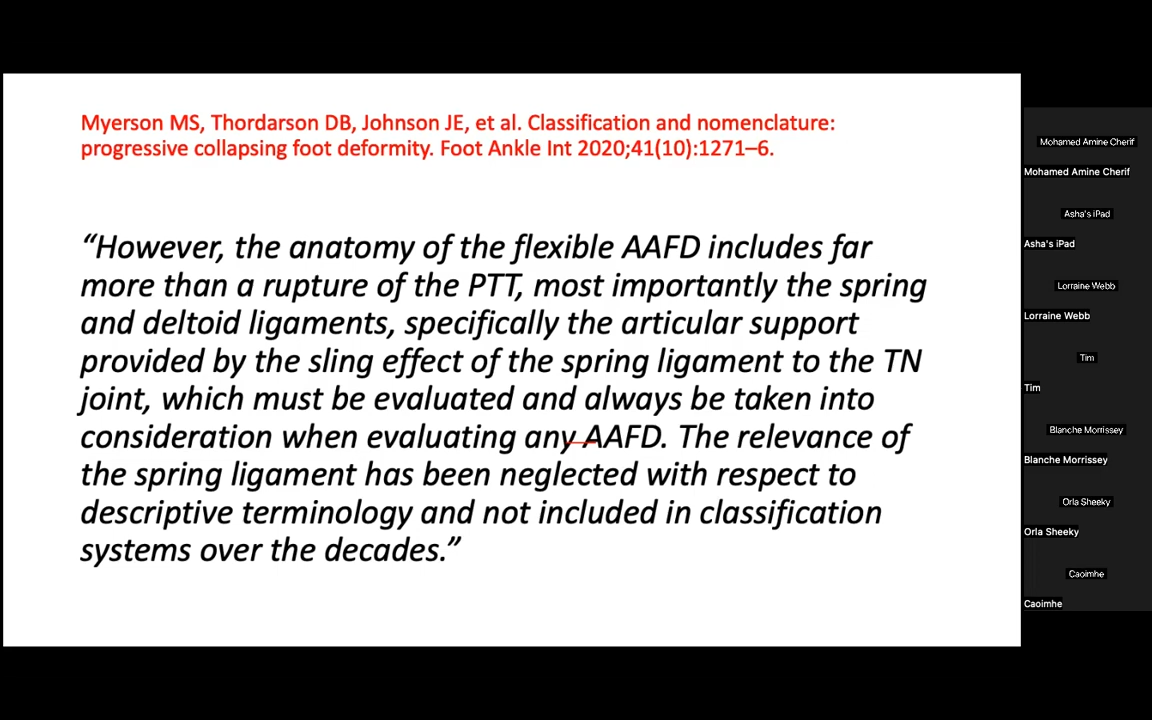 Myerson MS, Thordarson DB, Johnson JE, et al. Classification and nomenclature:
progressive collapsing foot deformity. Foot Ankle Int 2020;41(10):1271–6.
“However, the anatomy of the flexible AAFD includes far
more than a rupture of the PTT, most importantly the spring
and deltoid ligaments, specifically the articular support
provided by the sling effect of the spring ligament to the TN
joint, which must be evaluated and always be taken into
consideration when evaluating any AAFD. The relevance of
the spring ligament has been neglected with respect to
descriptive terminology and not included in classification
systems over the decades.”
Mohamed Amine Cherif
Mohamed Amine Cherif
Asha's iPad
Asha's iPad
Lorraine Webb
Lorraine Webb
Tim
Tim
Blanche Morrissey
Blanche Morrissey
Orla Sheeky
Orla Sheeky
Caoimhe
Caoimhe